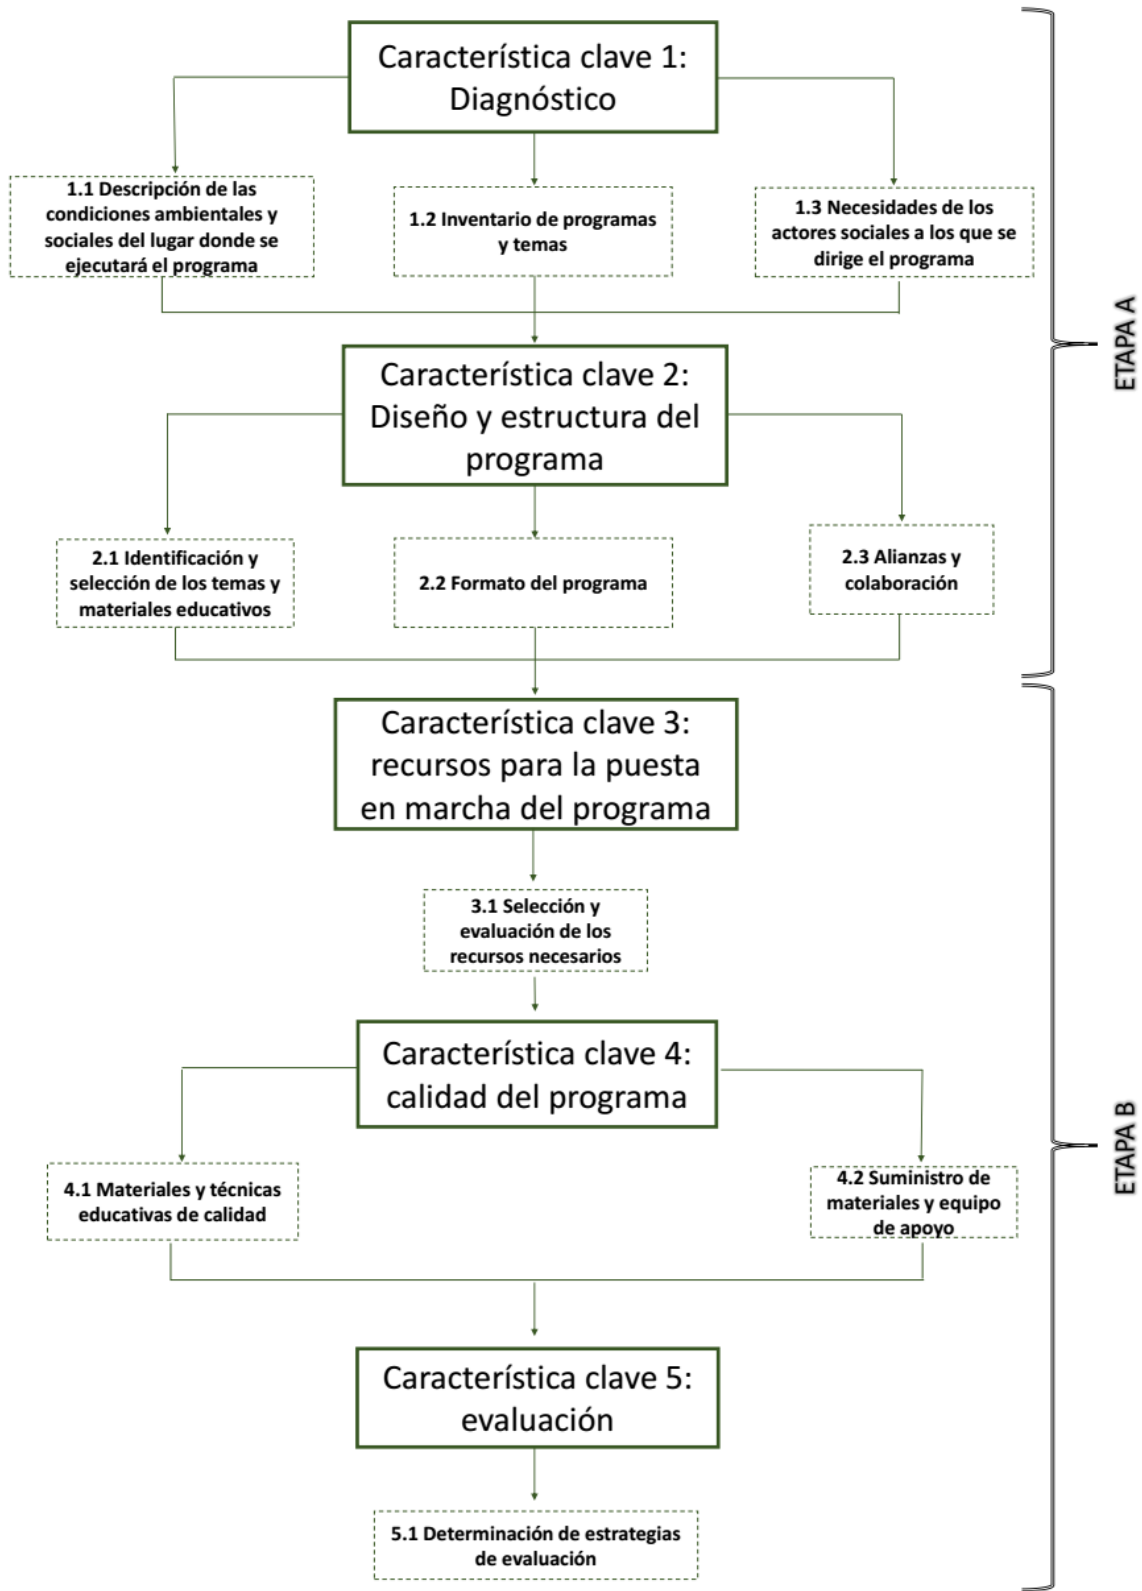 Característica clave 1:
Diagnóstico
1.1 Descripción de las
condiciones ambientales y
sociales del lugar donde se
ejecutará el programa
1.2 Inventario de programas
y temas
1.3 Necesidades de los
actores sociales a los que se
dirige el programa
ETAPA A
Característica clave 2:
Diseño y estructura del
programa
2.1 Identificación y
selección de los temas y
materiales educativos
2.2 Formato del programa
2.3 Alianzas y
colaboración
Característica clave 3:
recursos para la puesta
en marcha del programa
3.1 Selección y
evaluación de los
recursos necesarios
Característica clave 4:
calidad del programa
ETAPA B
4.1 Materiales y técnicas
educativas de calidad
4.2 Suministro de
materiales y equipo
de apoyo
Característica clave 5:
evaluación
5.1 Determinación de estrategias
de evaluación